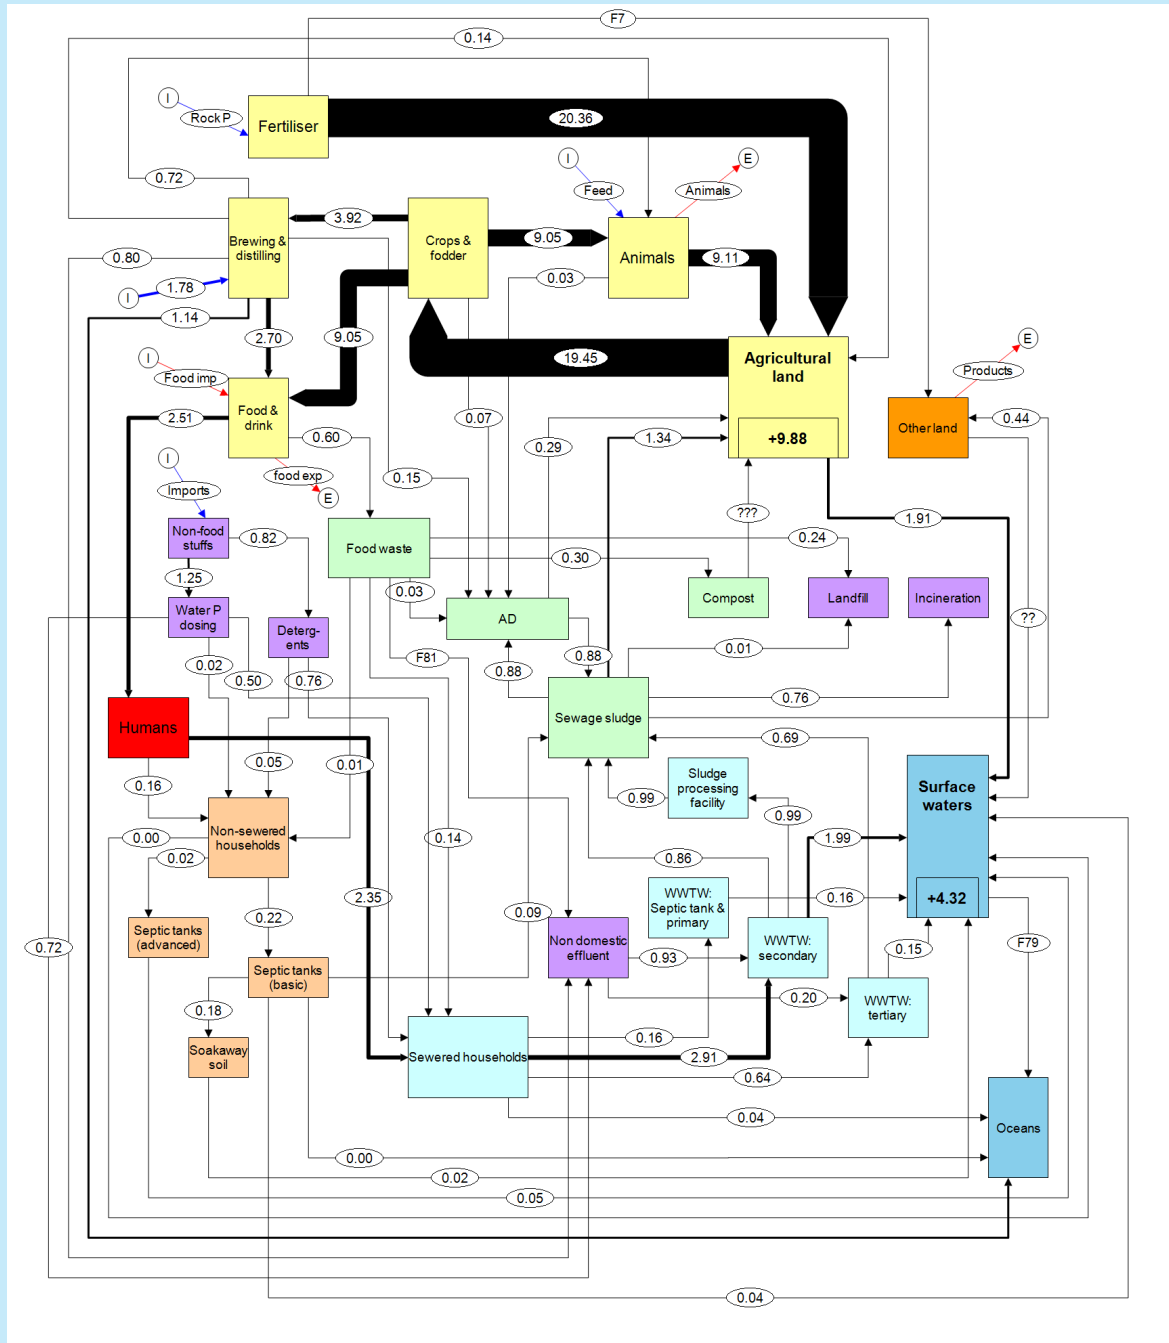 F7
0.14
I
Rock P
Fertiliser
20.36
I
Feed
Animals
E
0.72
3.92
Brewing &
distilling
Crops &
fodder
9.05
Animals
9.11
0.80
0.03
1.78
I
1.14
2.70
9.05
19.45
Agricultural
land
+9.88
E
Products
I
Food imp
Food &
drink
2.51
0.60
0.07
0.44
Other land
1.34
0.29
food exp
E
I
Imports
0.15
???
1.91
Non-food
stuffs
0.82
Food waste
0.24
0.30
1.25
0.03
Compost
Landfill
Incineration
Water P
dosing
AD
??
Deterg-
ents
0.02
0.50
0.76
F81
0.88
0.88
0.01
0.76
Humans
Sewage sludge
0.69
0.05
0.01
0.16
Sludge
processing
facility
Surface
waters
+4.32
0.99
0.99
Non-sewered
households
0.00
0.02
0.14
1.99
0.86
2.35
WWTW:
Septic tank &
primary
0.16
0.22
0.09
Septic tanks
(advanced)
Non domestic
effluent
0.93
WWTW:
secondary
0.15
F79
0.72
Septic tanks
(basic)
0.20
WWTW:
tertiary
0.18
Soakaway
soil
Sewered households
0.16
2.91
0.64
0.04
Oceans
0.00
0.02
0.05
0.04